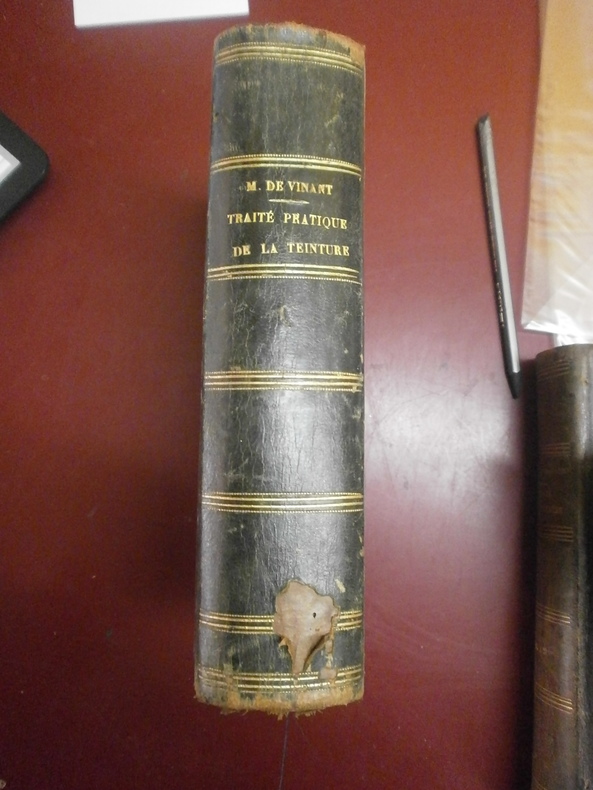 M. DE VINANT
TRAITÉ PRATIQUE
DE LA TEINTURE